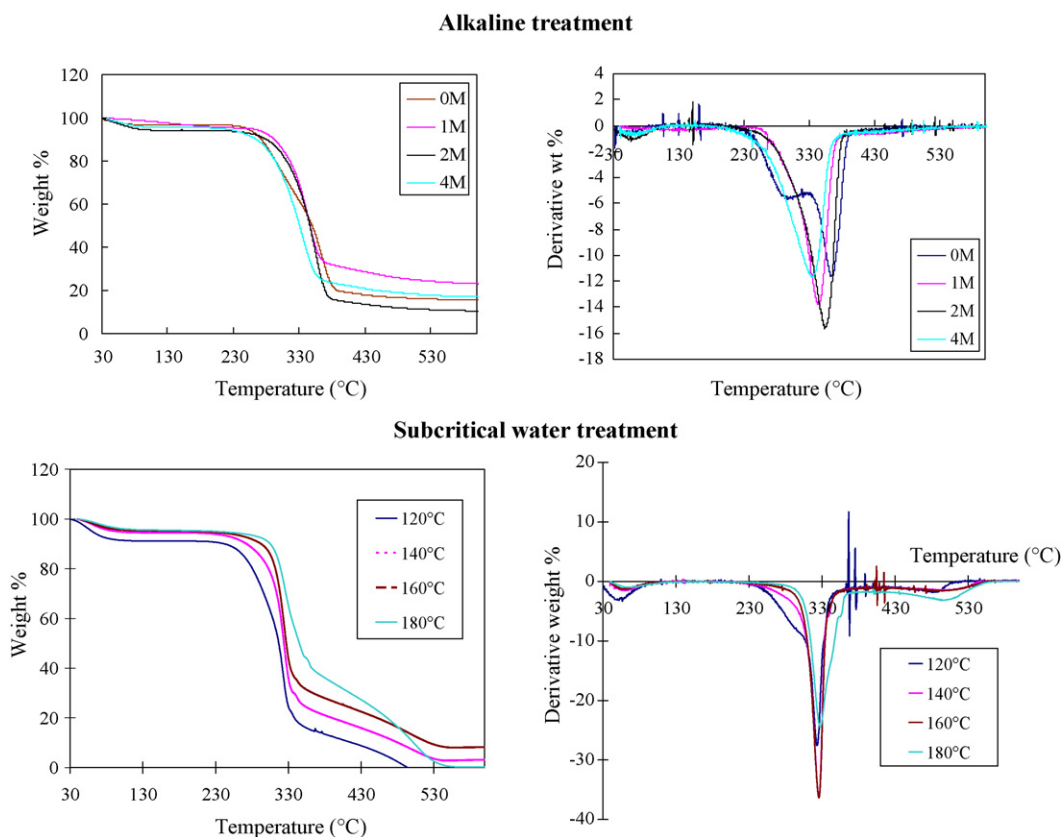 Alkaline treatment
120
100
80
60
40
20
0
30
130
230
330
430
530
Weight %
Temperature (°C)
0M
1M
2M
4M
4
2
0
-2
-4
-6
-8
-10
-12
-14
-16
-18
30
130
230
330
430
530
Derivative wt %
Temperature (°C)
0M
1M
2M
4M
Subcritical water treatment
120
100
80
60
40
20
0
30
130
230
330
430
530
Weight %
Temperature (°C)
120°C
140°C
160°C
180°C
20
10
0
-10
-20
-30
-40
30
130
230
330
430
530
Derivative weight %
Temperature (°C)
120°C
140°C
160°C
180°C